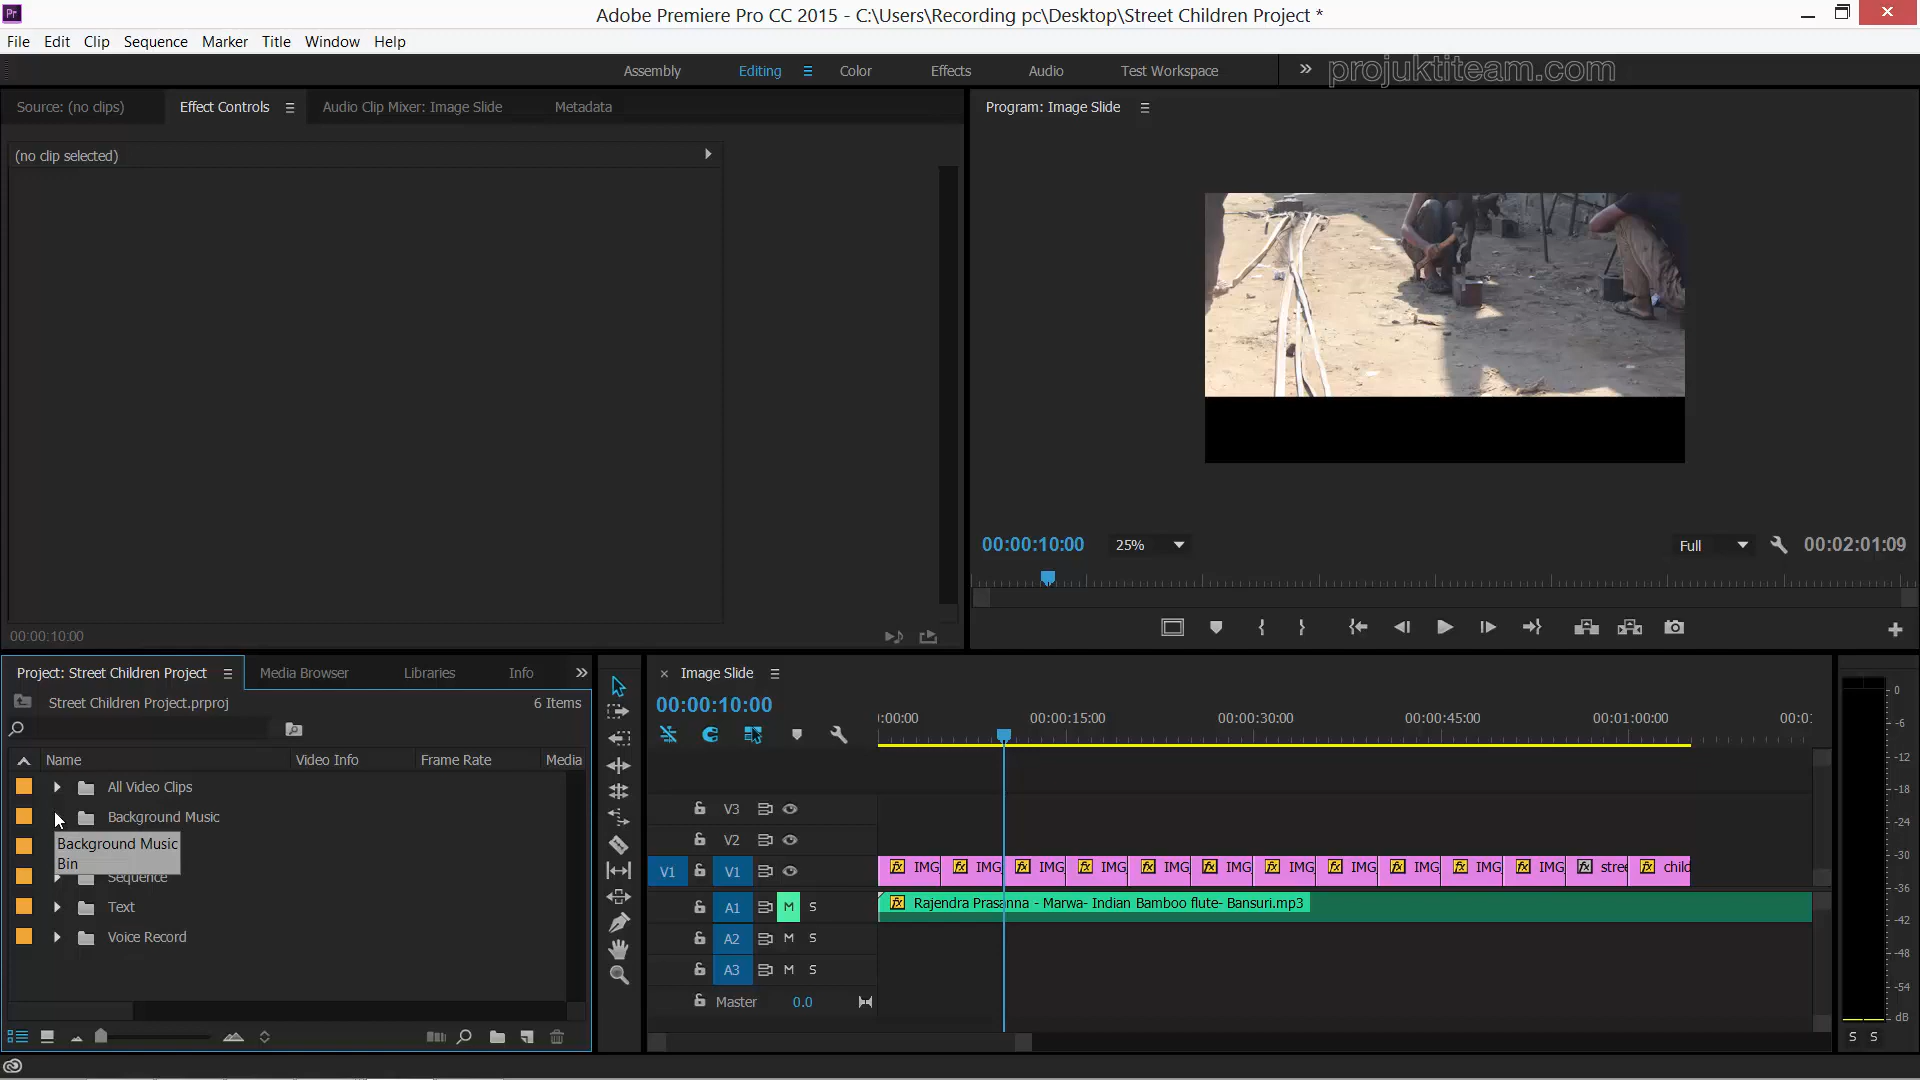 Adobe Premiere Pro CC 2015 - C:\Users\Recording pc\Desktop\Street Children Project *
File Edit Clip Sequence Marker Title Window Help
Assembly Editing Color Effects Audio Test Workspace
projuktiteam.com
Source: (no clips) Effect Controls Audio Clip Mixer: Image Slide Metadata
Program: Image Slide
(no clip selected)
00:00:10:00 25% Full 00:02:01:09
00:00:10:00
Project: Street Children Project Media Browser Libraries Info
Street Children Project.prproj 6 Items
Name Video Info Frame Rate Media
All Video Clips
Background Music
Background Music
Bin
Sequence
Text
Voice Record
Image Slide
00:00:10:00
:00:00 00:00:15:00 00:00:30:00 00:00:45:00 00:01:00:00 00:0
V3
V2
V1 V1 IMG IMG IMG IMG IMG IMG IMG IMG IMG IMG IMG stre child
A1 M S Rajendra Prasanna - Marwa- Indian Bamboo flute- Bansuri.mp3
A2 M S
A3 M S
Master 0.0
0
-6
-12
-18
-24
-30
-36
-42
-48
-54
dB
S S